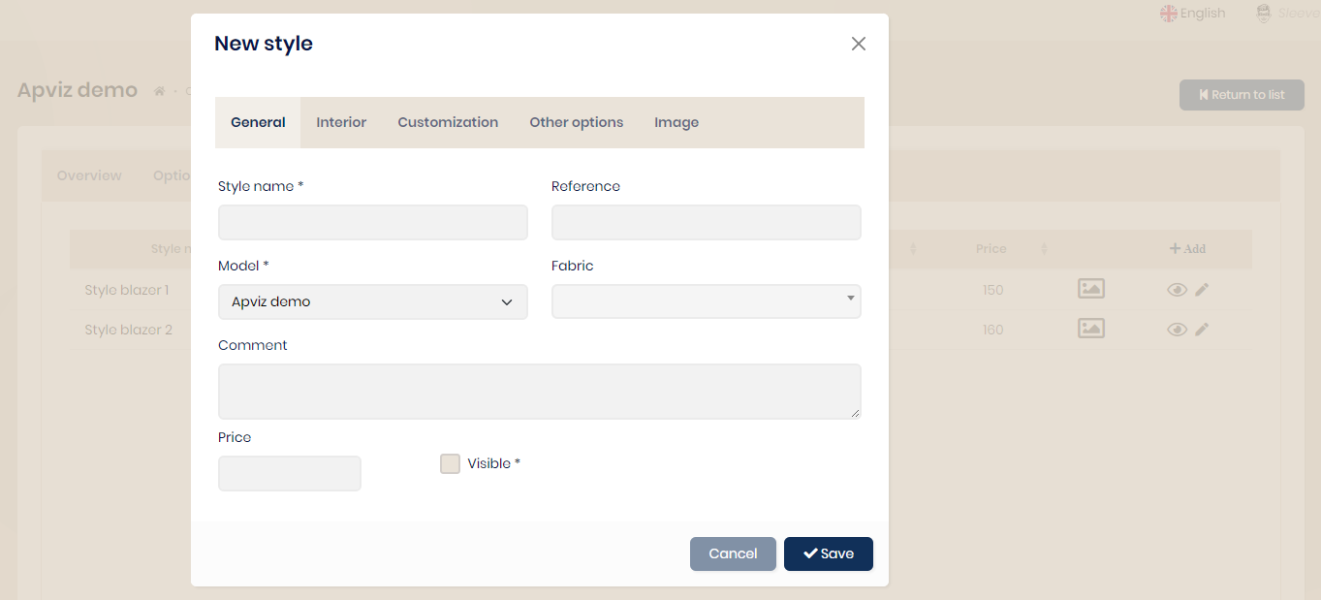 English
Sleeve
New style
Apviz demo
Return to list
General Interior Customization Other options Image
Overview
Style name * Reference
Model * Fabric
Apviz demo
Price
Add
Style blazer 1
150
Style blazer 2
160
Comment
Price
Visible *
Cancel Save